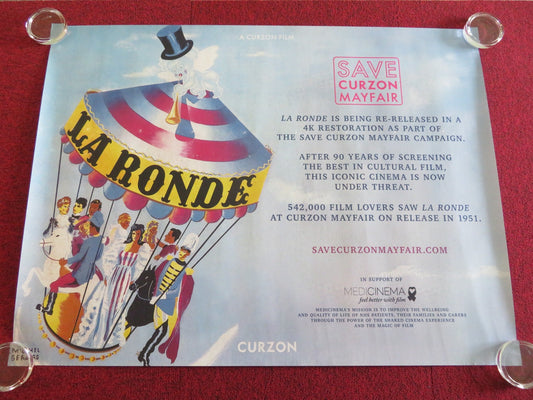 A CURZON FILM
SAVE
CURZON
MAYFAIR
LA RONDE
LA RONDE IS BEING RE-RELEASED IN A
4K RESTORATION AS PART OF
THE SAVE CURZON MAYFAIR CAMPAIGN.
AFTER 90 YEARS OF SCREENING
THE BEST IN CULTURAL FILM,
THIS ICONIC CINEMA IS NOW
UNDER THREAT.
542,000 FILM LOVERS SAW LA RONDE
AT CURZON MAYFAIR ON RELEASE IN 1951.
SAVECURZONMAYFAIR.COM
IN SUPPORT OF
MEDICINEMA
feel better with film
MEDICINEMA'S MISSION IS TO IMPROVE THE WELLBEING
AND QUALITY OF LIFE OF NHS PATIENTS, THEIR FAMILIES AND CARERS
THROUGH THE POWER OF THE SHARED CINEMA EXPERIENCE
AND THE MAGIC OF FILM
CURZON